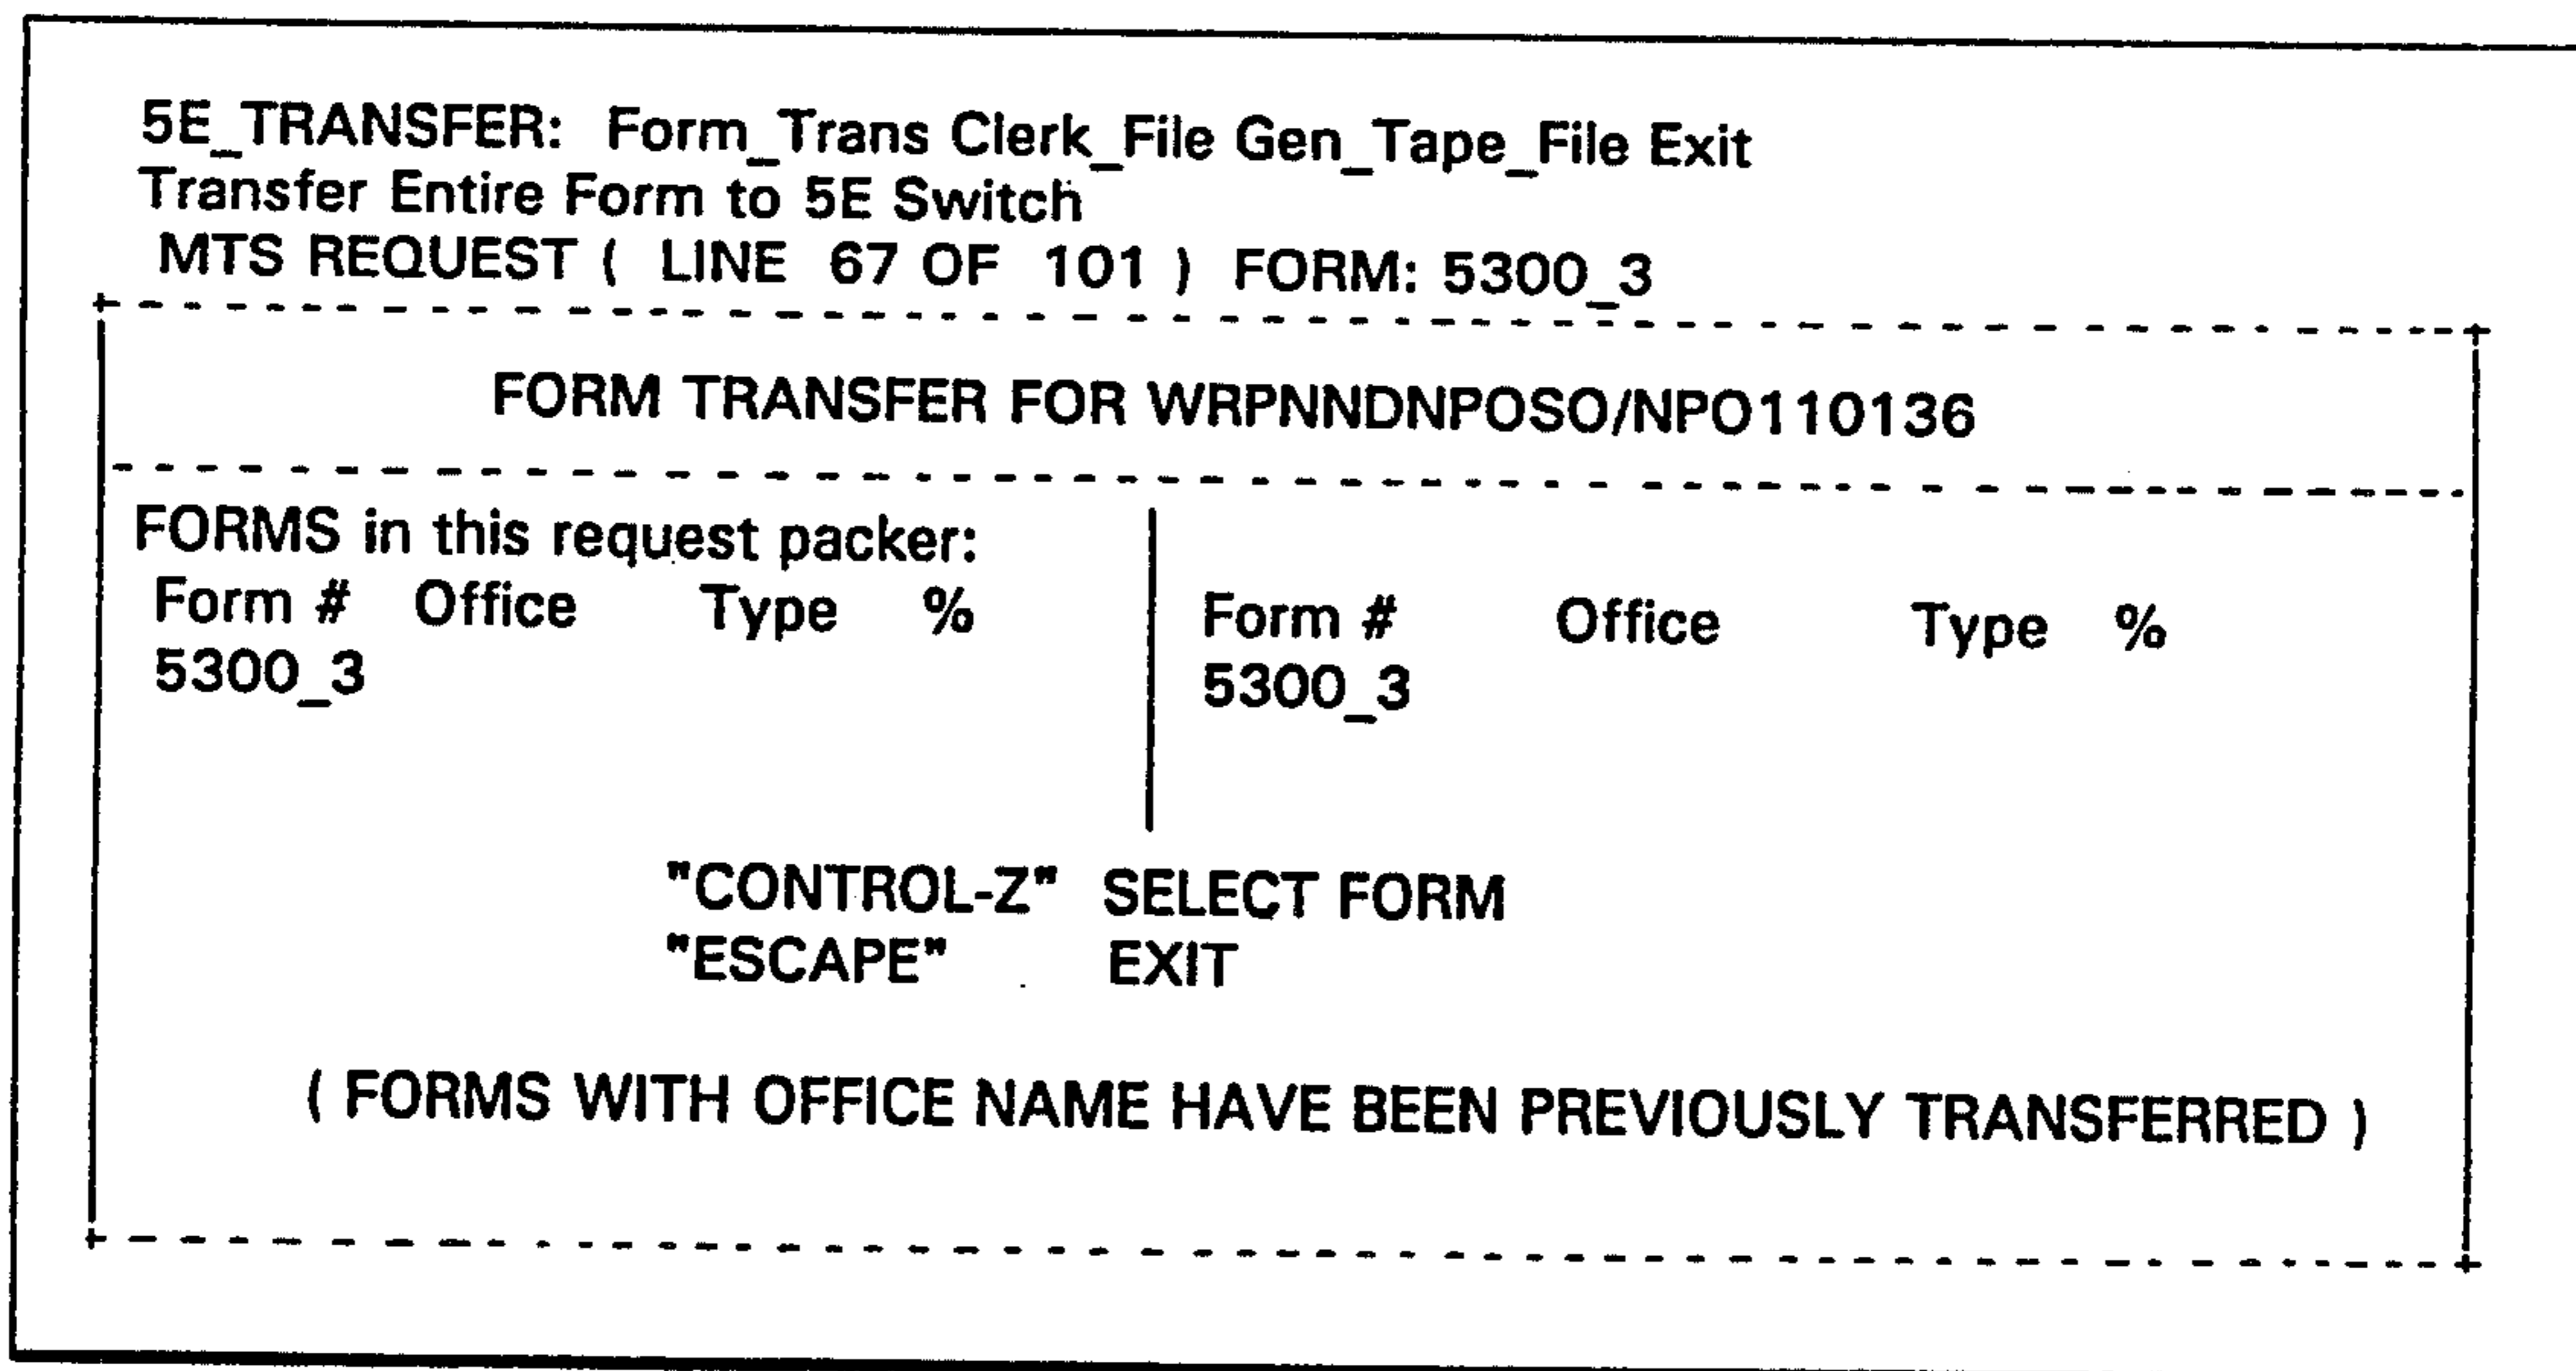 5E_TRANSFER: Form_Trans Clerk_File Gen_Tape_File Exit
Transfer Entire Form to 5E Switch
MTS REQUEST ( LINE 67 OF 101 ) FORM: 5300_3
FORM TRANSFER FOR WRPNNDNPOSO/NPO110136
FORMS in this request packer:
Form # Office Type % Form # Office Type %
5300_3 5300_3
"CONTROL-Z" SELECT FORM
"ESCAPE" EXIT
( FORMS WITH OFFICE NAME HAVE BEEN PREVIOUSLY TRANSFERRED )